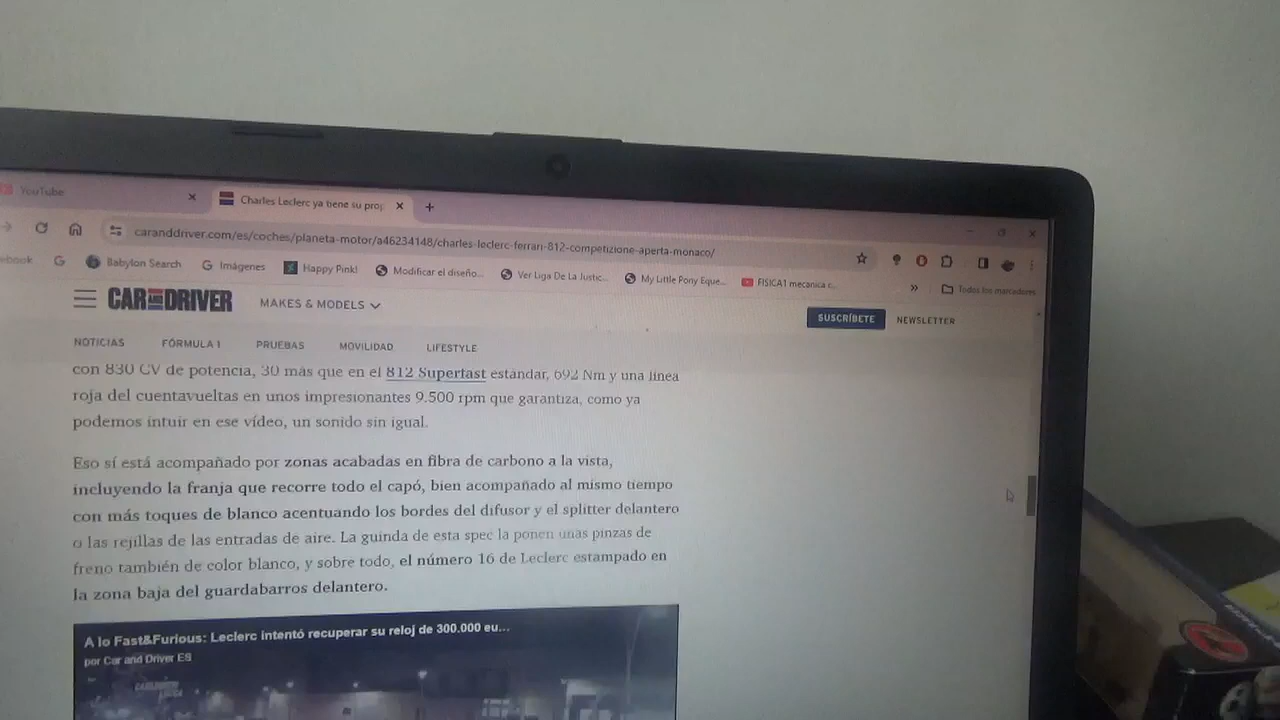 YouTube
Charles Leclerc ya tiene su proj
caranddriver.com/es/coches/planeta-motor/a46234148/charles-leclerc-ferrari-812-competizione-aperta-monaco/
ebook
Babylon Search
Imágenes
Happy Pink!
Modificar el diseño...
Ver Liga De La Justic...
My Little Pony Eque...
FISICA1 mecanica r...
»
Todos los marcadores
CAR AND DRIVER
MAKES & MODELS
SUSCRÍBETE
NEWSLETTER
NOTICIAS
FÓRMULA 1
PRUEBAS
MOVILIDAD
LIFESTYLE
con 830 CV de potencia, 30 más que en el 812 Superfast estándar, 692 Nm y una línea
roja del cuentavueltas en unos impresionantes 9.500 rpm que garantiza, como ya
podemos intuir en ese vídeo, un sonido sin igual.
Eso sí está acompañado por zonas acabadas en fibra de carbono a la vista,
incluyendo la franja que recorre todo el capó, bien acompañado al mismo tiempo
con más toques de blanco acentuando los bordes del difusor y el splitter delantero
o las rejillas de las entradas de aire. La guinda de esta spec la ponen unas pinzas de
freno también de color blanco, y sobre todo, el número 16 de Leclerc estampado en
la zona baja del guardabarros delantero.
A lo Fast&Furious: Leclerc intentó recuperar su reloj de 300.000 eu...
por Car and Driver ES